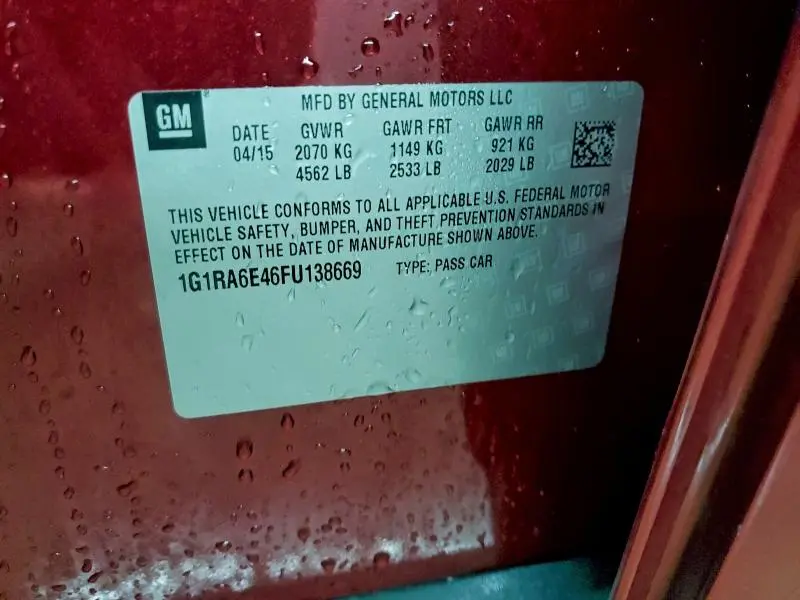 GM
MFD BY GENERAL MOTORS LLC
DATE GVWR GAWR FRT GAWR RR
04/15 2070 KG 1149 KG 921 KG
4562 LB 2533 LB 2029 LB
THIS VEHICLE CONFORMS TO ALL APPLICABLE U.S. FEDERAL MOTOR
VEHICLE SAFETY, BUMPER, AND THEFT PREVENTION STANDARDS IN
EFFECT ON THE DATE OF MANUFACTURE SHOWN ABOVE.
1G1RA6E46FU138669 TYPE: PASS CAR